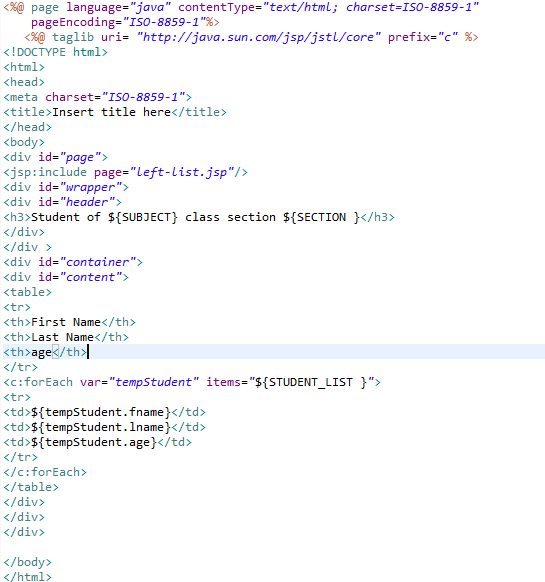 <%@ page language="java" contentType="text/html; charset=ISO-8859-1"
    pageEncoding="ISO-8859-1"%>
   <%@ taglib uri= "http://java.sun.com/jsp/jstl/core" prefix="c" %>
<!DOCTYPE html>
<html>
<head>
<meta charset="ISO-8859-1">
<title>Insert title here</title>
</head>
<body>
<div id="page">
<jsp:include page="left-list.jsp"/>
<div id="wrapper">
<div id="header">
<h3>Student of ${SUBJECT} class section ${SECTION }</h3>
</div>
</div >
<div id="container">
<div id="content">
<table>
<tr>
<th>First Name</th>
<th>Last Name</th>
<th>age</th>
</tr>
<c:forEach var="tempStudent" items="${STUDENT_LIST }">
<tr>
<td>${tempStudent.fname}</td>
<td>${tempStudent.lname}</td>
<td>${tempStudent.age}</td>
</tr>
</c:forEach>
</table>
</div>
</div>
</div>

</body>
</html>